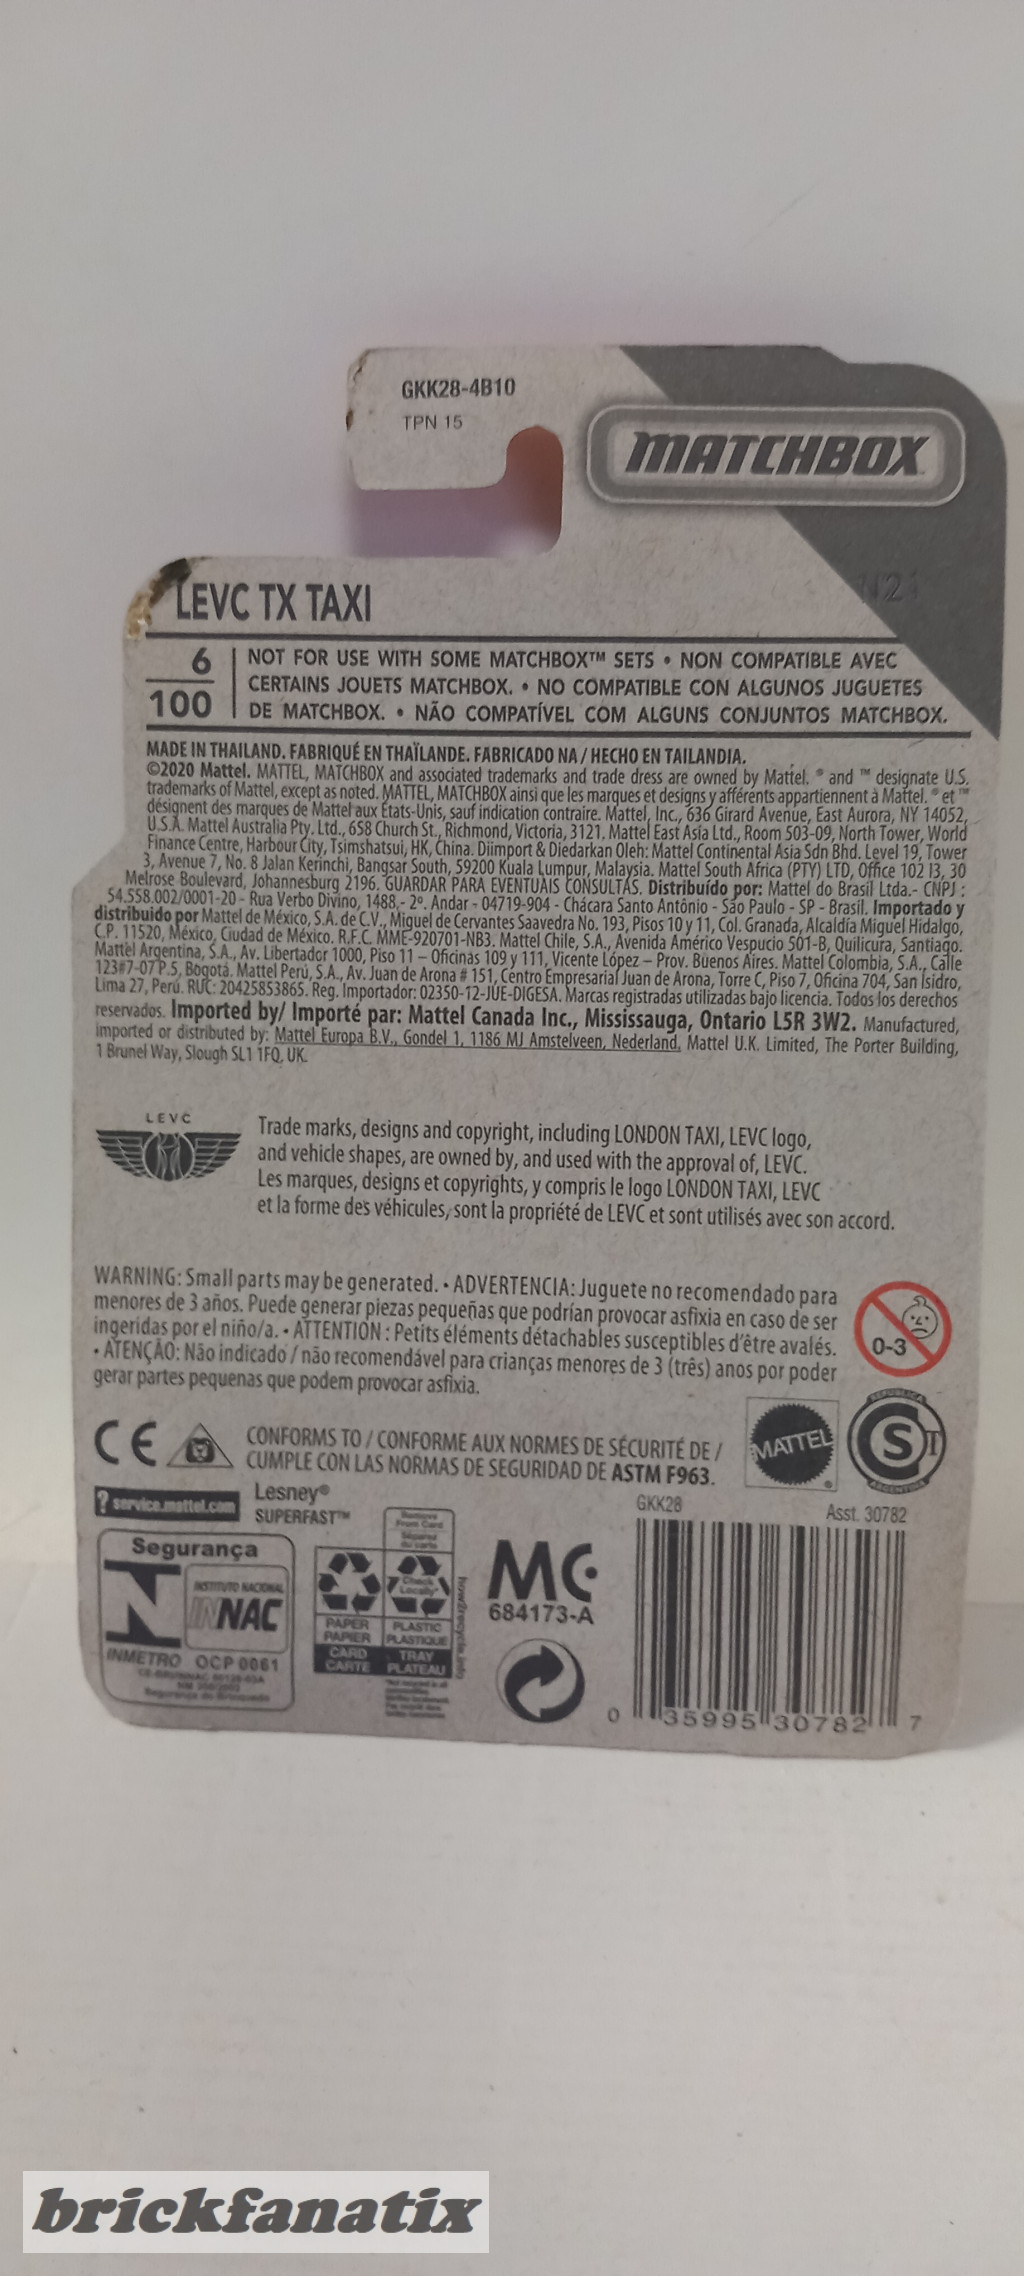 GKK28-4B10
TPN 15
MATCHBOX
LEVC TX TAXI
6
100
NOT FOR USE WITH SOME MATCHBOX™ SETS • NON COMPATIBLE AVEC
CERTAINS JOUETS MATCHBOX. • NO COMPATIBLE CON ALGUNOS JUGUETES
DE MATCHBOX. • NÃO COMPATÍVEL COM ALGUNS CONJUNTOS MATCHBOX.
MADE IN THAILAND. FABRIQUÉ EN THAÏLANDE. FABRICADO NA / HECHO EN TAILANDIA.
©2020 Mattel. MATTEL, MATCHBOX and associated trademarks and trade dress are owned by Mattel. ® and ™ designate U.S.
trademarks of Mattel, except as noted. MATTEL, MATCHBOX ainsi que les marques et designs y afférents appartiennent à Mattel. ® et ™
désignent des marques de Mattel aux États-Unis, sauf indication contraire. Mattel, Inc., 636 Girard Avenue, East Aurora, NY 14052,
U.S.A. Mattel Australia Pty. Ltd., 658 Church St., Richmond, Victoria, 3121. Mattel East Asia Ltd., Room 503-09, North Tower, World
Finance Centre, Harbour City, Tsimshatsui, HK, China. Diimport & Diedarkan Oleh: Mattel Continental Asia Sdn Bhd. Level 19, Tower
3, Avenue 7, No. 8 Jalan Kerinchi, Bangsar South, 59200 Kuala Lumpur, Malaysia. Mattel South Africa (PTY) LTD, Office 102 I3, 30
Melrose Boulevard, Johannesburg 2196. GUARDAR PARA EVENTUAIS CONSULTAS. Distribuído por: Mattel do Brasil Ltda.- CNPJ :
54.558.002/0001-20 - Rua Verbo Divino, 1488,- 2º. Andar - 04719-904 - Chácara Santo Antônio - São Paulo - SP - Brasil. Importado y
distribuido por Mattel de México, S.A. de C.V., Miguel de Cervantes Saavedra No. 193, Pisos 10 y 11, Col. Granada, Alcaldía Miguel Hidalgo,
C.P. 11520, México, Ciudad de México. R.F.C. MME-920701-NB3. Mattel Chile, S.A., Avenida Américo Vespucio 501-B, Quilicura, Santiago.
Mattel Argentina, S.A., Av. Libertador 1000, Piso 11 – Oficinas 109 y 111, Vicente López – Prov. Buenos Aires. Mattel Colombia, S.A., Calle
123#7-07 P.5, Bogotá. Mattel Perú, S.A., Av. Juan de Arona # 151, Centro Empresarial Juan de Arona, Torre C, Piso 7, Oficina 704, San Isidro,
Lima 27, Perú. RUC: 20425853865. Reg. Importador: 02350-12-JUE-DIGESA. Marcas registradas utilizadas bajo licencia. Todos los derechos
reservados. Imported by/ Importé par: Mattel Canada Inc., Mississauga, Ontario L5R 3W2. Manufactured,
imported or distributed by: Mattel Europa B.V., Gondel 1, 1186 MJ Amstelveen, Nederland. Mattel U.K. Limited, The Porter Building,
1 Brunel Way, Slough SL1 1FQ, UK.
LEVC
Trade marks, designs and copyright, including LONDON TAXI, LEVC logo,
and vehicle shapes, are owned by, and used with the approval of, LEVC.
Les marques, designs et copyrights, y compris le logo LONDON TAXI, LEVC
et la forme des véhicules, sont la propriété de LEVC et sont utilisés avec son accord.
WARNING: Small parts may be generated. • ADVERTENCIA: Juguete no recomendado para
menores de 3 años. Puede generar piezas pequeñas que podrían provocar asfixia en caso de ser
ingeridas por el niño/a. • ATTENTION : Petits éléments détachables susceptibles d'être avalés.
• ATENÇÃO: Não indicado / não recomendável para crianças menores de 3 (três) anos por poder
gerar partes pequenas que podem provocar asfixia.
0-3
CE
CONFORMS TO / CONFORME AUX NORMES DE SÉCURITÉ DE /
CUMPLE CON LAS NORMAS DE SEGURIDAD DE ASTM F963.
MATTEL
REPUBLICA
S
ARGENTINA
? service.mattel.com
Lesney®
SUPERFAST™
GKK28
Asst. 30782
Segurança
INSTITUTO NACIONAL
INNAC
INMETRO OCP 0061
Remove
From Card
Check
Locally*
PAPER
PAPIER
CARD
CARTE
PLASTIC
PLASTIQUE
TRAY
PLATEAU
how2recycle.info
MC
684173-A
0 35995 30782 7
brickfanatix